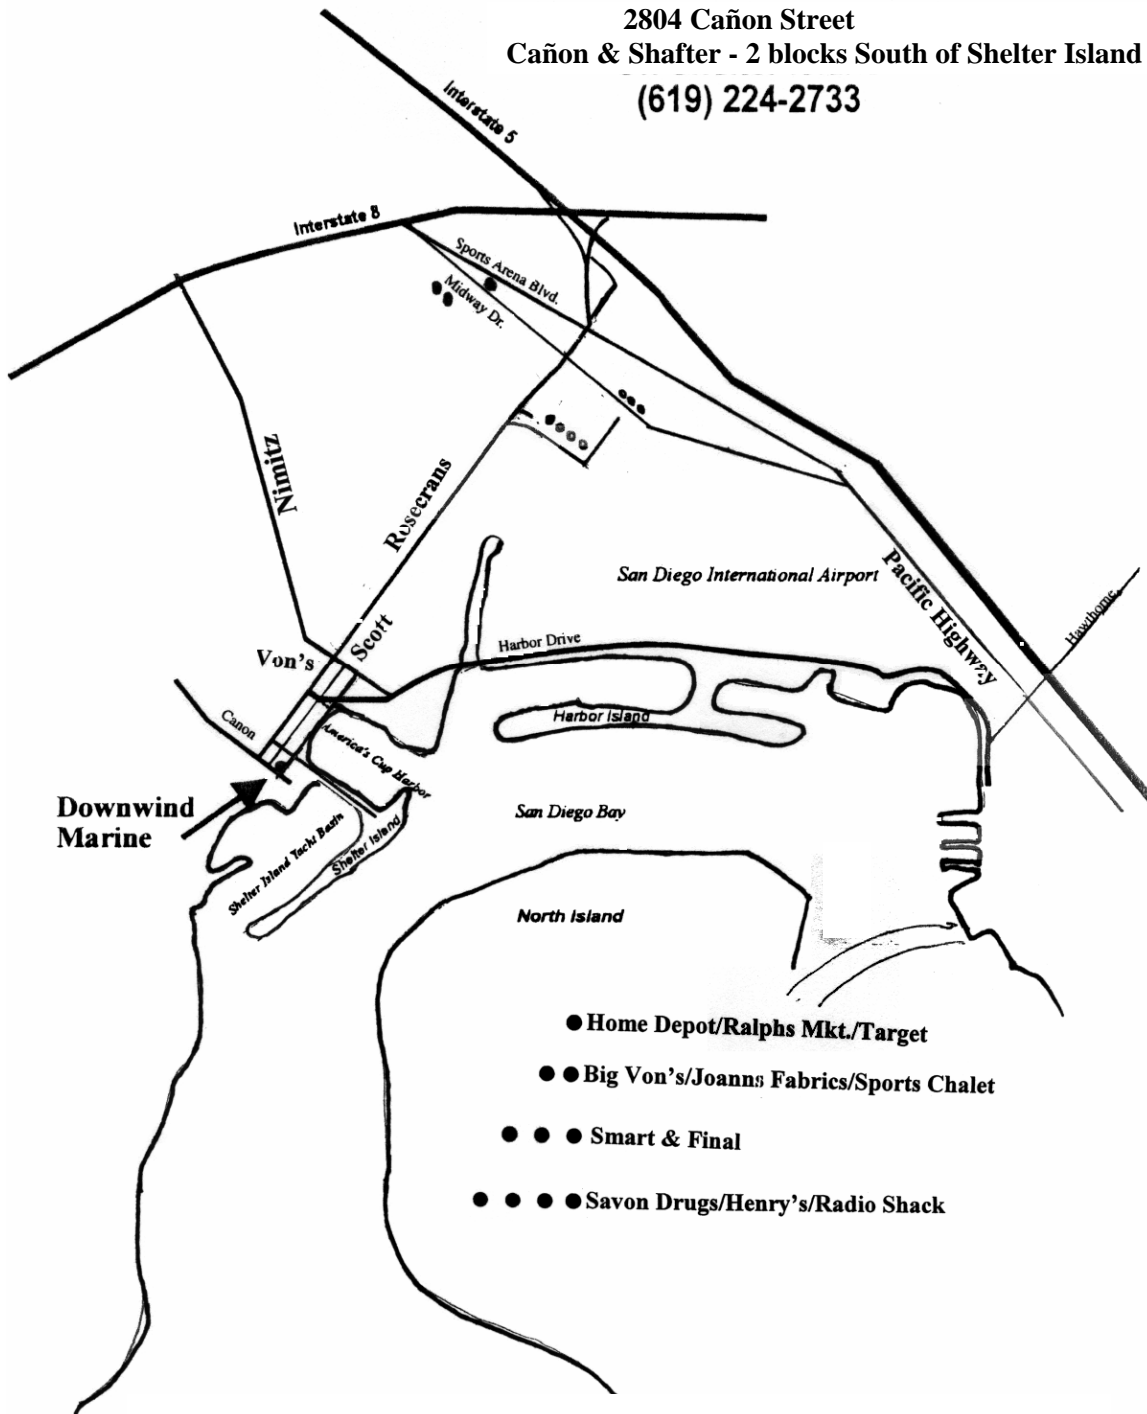 2804 Cañon Street
Cañon & Shafter - 2 blocks South of Shelter Island
(619) 224-2733
Interstate 5
Interstate 8
Sports Arena Blvd.
Midway Dr.
Nimitz
Rosecrans
San Diego International Airport
Pacific Highway
Hawthorne
Scott
Von's
Harbor Drive
Harbor Island
Canon
America's Cup Harbor
Downwind
Marine
San Diego Bay
Shelter Island Yacht Basin
Shelter Island
North Island
Home Depot/Ralphs Mkt./Target
Big Von's/Joanns Fabrics/Sports Chalet
Smart & Final
Savon Drugs/Henry's/Radio Shack